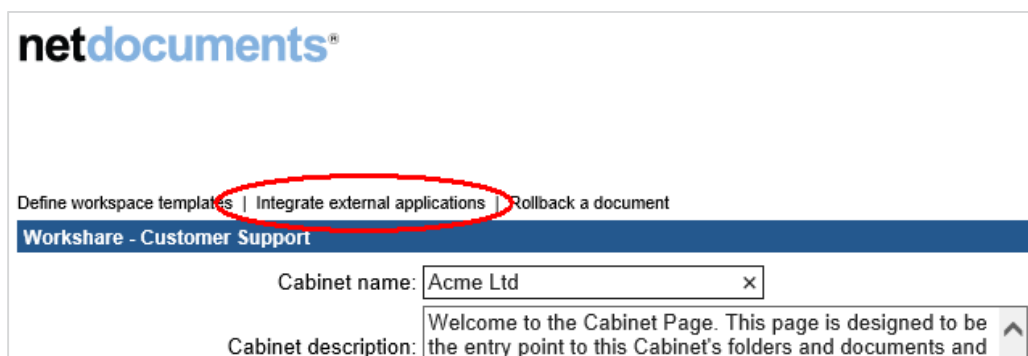 netdocuments®
Define workspace templates | Integrate external applications | Rollback a document
Workshare - Customer Support
Cabinet name: Acme Ltd ×
Welcome to the Cabinet Page. This page is designed to be
Cabinet description: the entry point to this Cabinet's folders and documents and